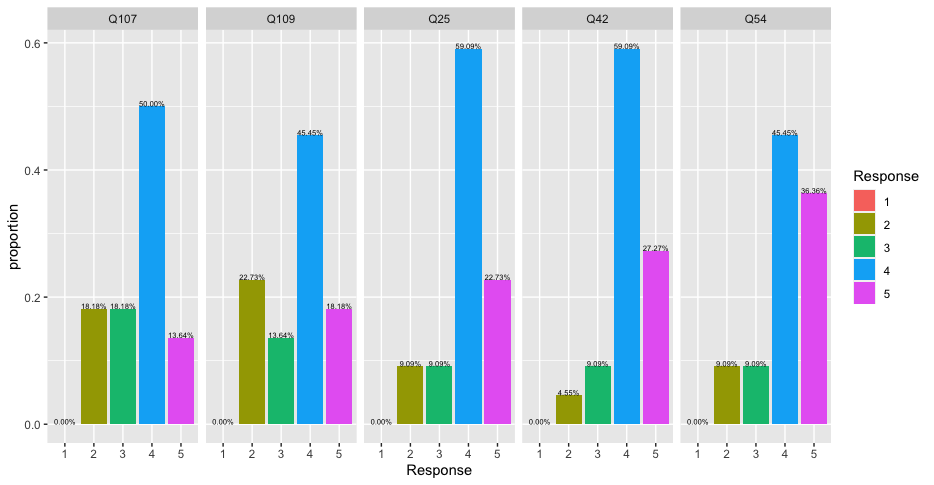 Q107 Q109 Q25 Q42 Q54
0.6
0.4
0.2
0.0
proportion
0.00% 18.18% 18.18% 50.00% 13.64%
0.00% 22.73% 13.64% 45.45% 18.18%
0.00% 9.09% 9.09% 59.09% 22.73%
0.00% 4.55% 9.09% 59.09% 27.27%
0.00% 9.09% 9.09% 45.45% 36.36%
1 2 3 4 5 1 2 3 4 5 1 2 3 4 5 1 2 3 4 5 1 2 3 4 5
Response
Response
1
2
3
4
5